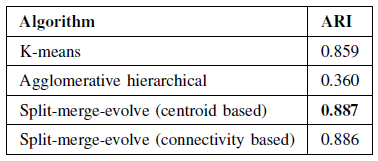 Algorithm ARI
K-means 0.859
Agglomerative hierarchical 0.360
Split-merge-evolve (centroid based) 0.887
Split-merge-evolve (connectivity based) 0.886